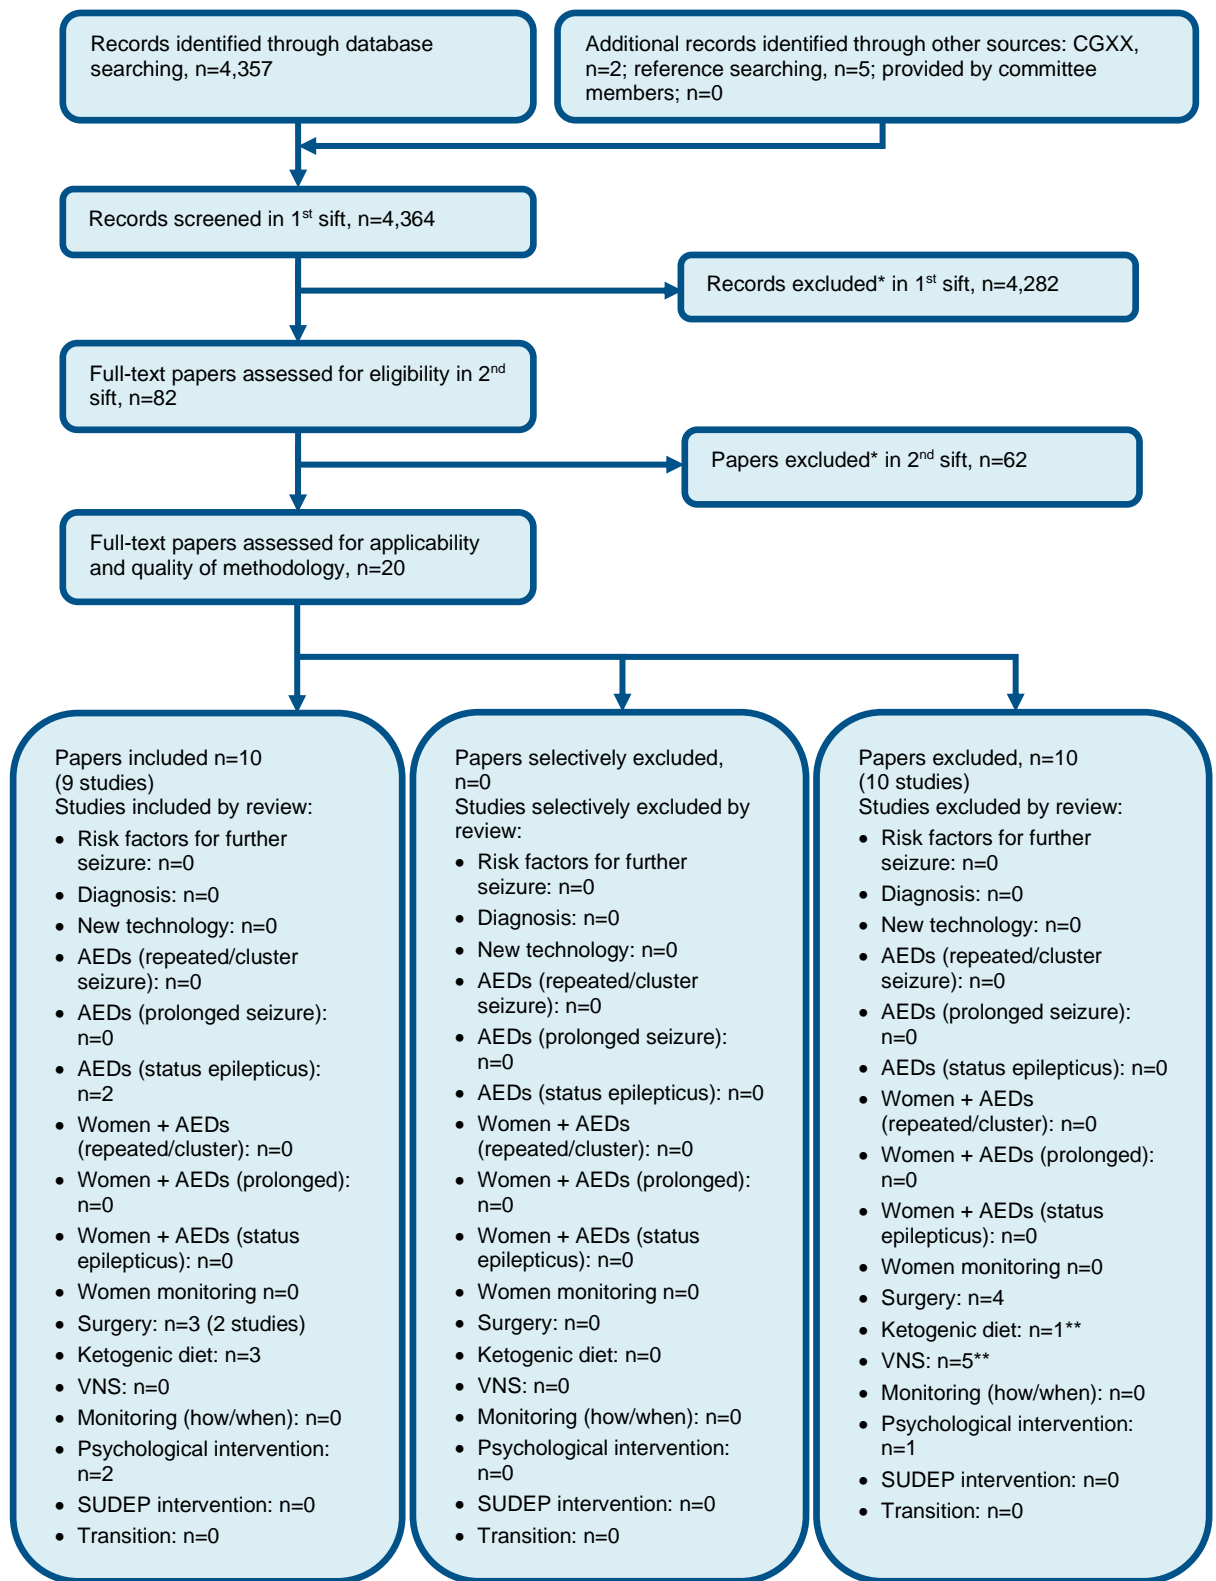 Records identified through database
searching, n=4,357
Additional records identified through other sources: CGXX,
n=2; reference searching, n=5; provided by committee
members; n=0
Records screened in 1st sift, n=4,364
Records excluded* in 1st sift, n=4,282
Full-text papers assessed for eligibility in 2nd
sift, n=82
Papers excluded* in 2nd sift, n=62
Full-text papers assessed for applicability
and quality of methodology, n=20
Papers included n=10
(9 studies)
Studies included by review:
• Risk factors for further
seizure: n=0
• Diagnosis: n=0
• New technology: n=0
• AEDs (repeated/cluster
seizure): n=0
• AEDs (prolonged seizure):
n=0
• AEDs (status epilepticus):
n=2
• Women + AEDs
(repeated/cluster): n=0
• Women + AEDs (prolonged):
n=0
• Women + AEDs (status
epilepticus): n=0
• Women monitoring n=0
• Surgery: n=3 (2 studies)
• Ketogenic diet: n=3
• VNS: n=0
• Monitoring (how/when): n=0
• Psychological intervention:
n=2
• SUDEP intervention: n=0
• Transition: n=0
Papers selectively excluded,
n=0
Studies selectively excluded by
review:
• Risk factors for further
seizure: n=0
• Diagnosis: n=0
• New technology: n=0
• AEDs (repeated/cluster
seizure): n=0
• AEDs (prolonged seizure):
n=0
• AEDs (status epilepticus): n=0
• Women + AEDs
(repeated/cluster): n=0
• Women + AEDs (prolonged):
n=0
• Women + AEDs (status
epilepticus): n=0
• Women monitoring n=0
• Surgery: n=0
• Ketogenic diet: n=0
• VNS: n=0
• Monitoring (how/when): n=0
• Psychological intervention:
n=0
• SUDEP intervention: n=0
• Transition: n=0
Papers excluded, n=10
(10 studies)
Studies excluded by review:
• Risk factors for further
seizure: n=0
• Diagnosis: n=0
• New technology: n=0
• AEDs (repeated/cluster
seizure): n=0
• AEDs (prolonged seizure):
n=0
• AEDs (status epilepticus): n=0
• Women + AEDs
(repeated/cluster): n=0
• Women + AEDs (prolonged):
n=0
• Women + AEDs (status
epilepticus): n=0
• Women monitoring n=0
• Surgery: n=4
• Ketogenic diet: n=1**
• VNS: n=5**
• Monitoring (how/when): n=0
• Psychological intervention:
n=1
• SUDEP intervention: n=0
• Transition: n=0